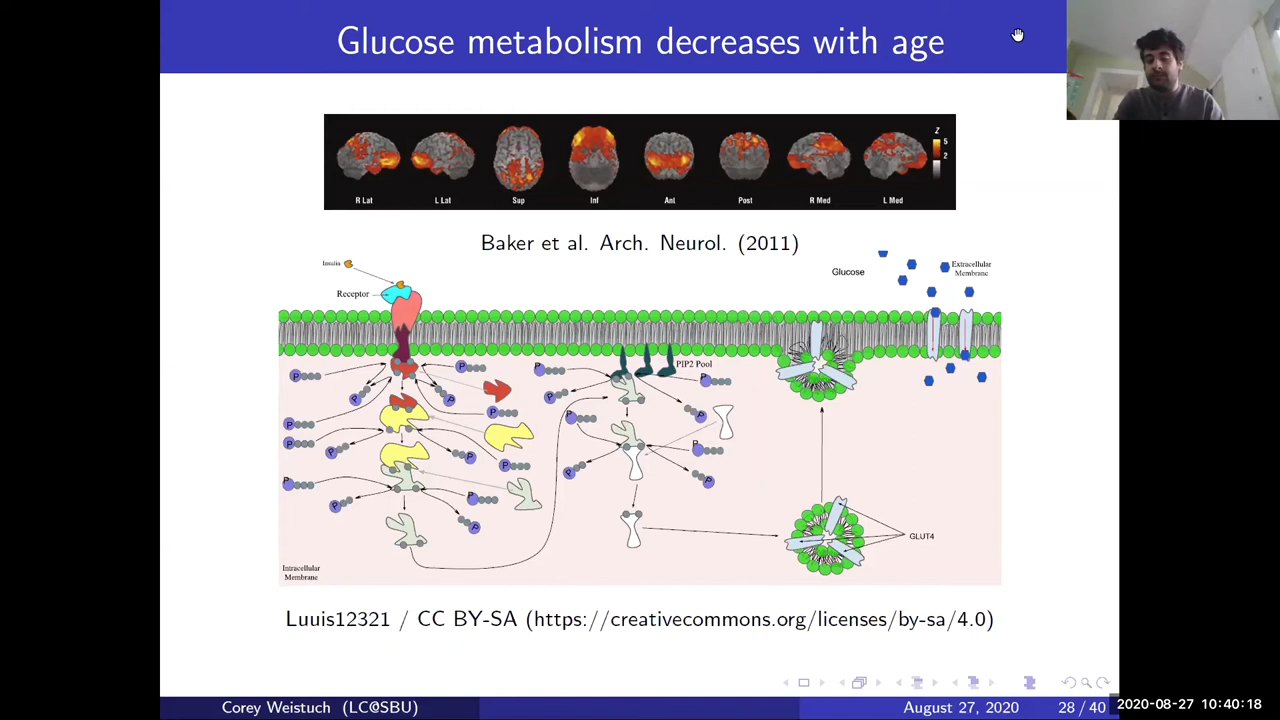 Glucose metabolism decreases with age
Z
5
2
R Lat L Lat Sup Inf Ant Post R Med L Med
Baker et al. Arch. Neurol. (2011)
Insulin
Receptor
Glucose
Extracellular
Membrane
PIP2 Pool
P P P P P P P P P P P P P P P P P P P P P P
GLUT4
Intracellular
Membrane
Luuis12321 / CC BY-SA (https://creativecommons.org/licenses/by-sa/4.0)
Corey Weistuch (LC@SBU) August 27, 2020 28 / 40
2020-08-27 10:40:18